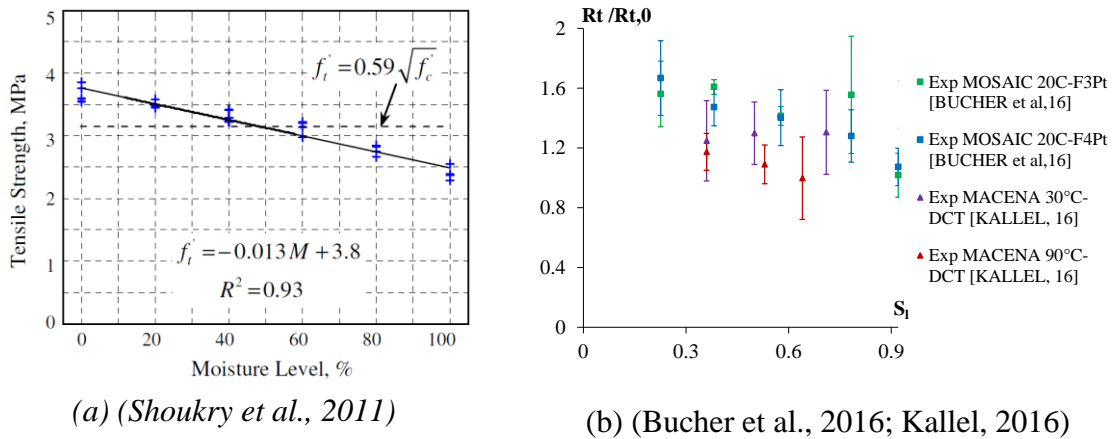 5
4
3
2
1
0
Tensile Strength, MPa
f't = 0.59 √f'c
f't = −0.013 M + 3.8
R² = 0.93
0 20 40 60 80 100
Moisture Level, %
(a) (Shoukry et al., 2011)
Rt /Rt,0
2
1.6
1.2
0.8
0.4
0
0 0.3 0.6 0.9
Sl
Exp MOSAIC 20C-F3Pt
[BUCHER et al,16]
Exp MOSAIC 20C-F4Pt
[BUCHER et al,16]
Exp MACENA 30°C-
DCT [KALLEL, 16]
Exp MACENA 90°C-
DCT [KALLEL, 16]
(b) (Bucher et al., 2016; Kallel, 2016)